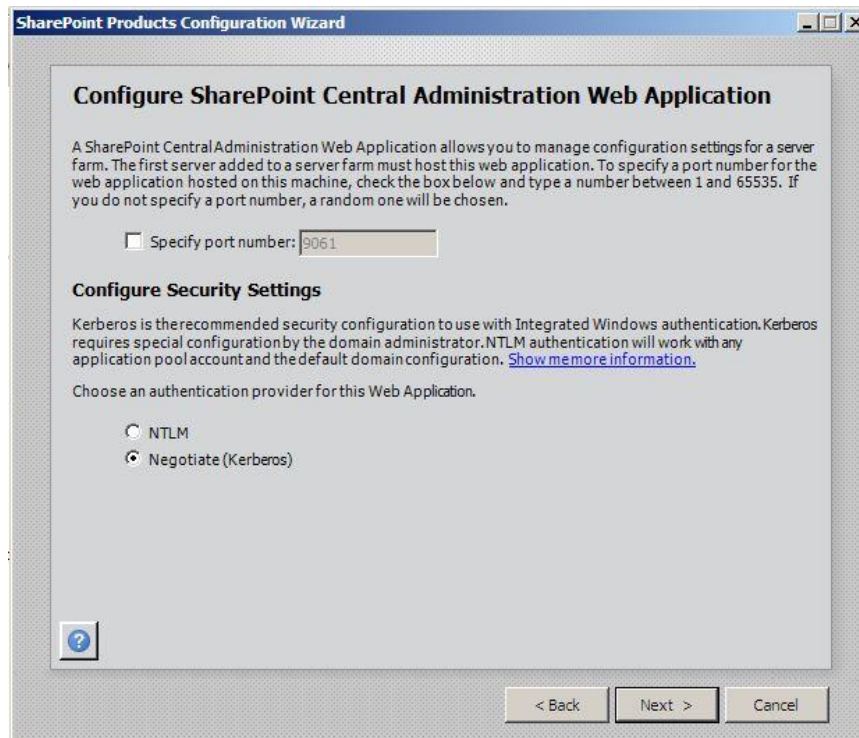 SharePoint Products Configuration Wizard
Configure SharePoint Central Administration Web Application
A SharePoint Central Administration Web Application allows you to manage configuration settings for a server
farm. The first server added to a server farm must host this web application. To specify a port number for the
web application hosted on this machine, check the box below and type a number between 1 and 65535. If
you do not specify a port number, a random one will be chosen.
Specify port number: 9061
Configure Security Settings
Kerberos is the recommended security configuration to use with Integrated Windows authentication. Kerberos
requires special configuration by the domain administrator. NTLM authentication will work with any
application pool account and the default domain configuration. Show me more information.
Choose an authentication provider for this Web Application.
NTLM
Negotiate (Kerberos)
?
< Back Next > Cancel